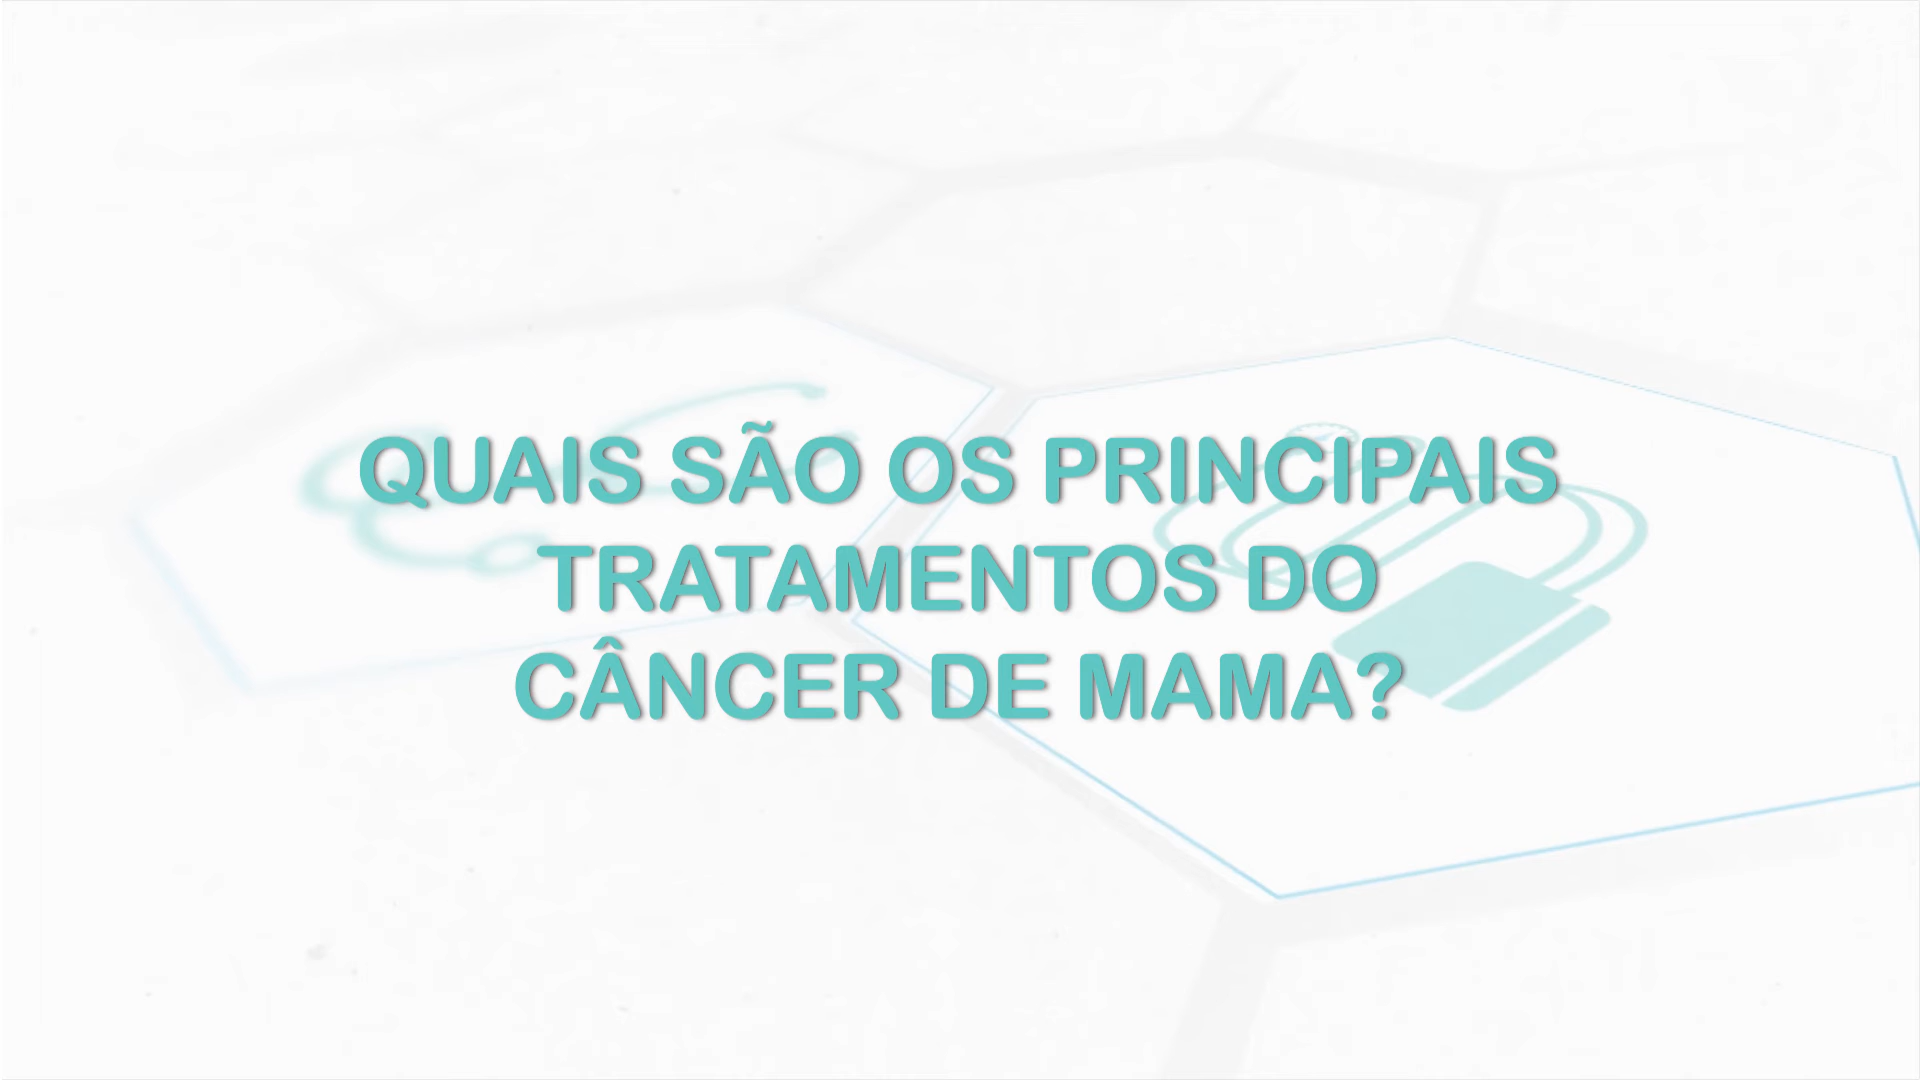 QUAIS SÃO OS PRINCIPAIS
TRATAMENTOS DO
CÂNCER DE MAMA?